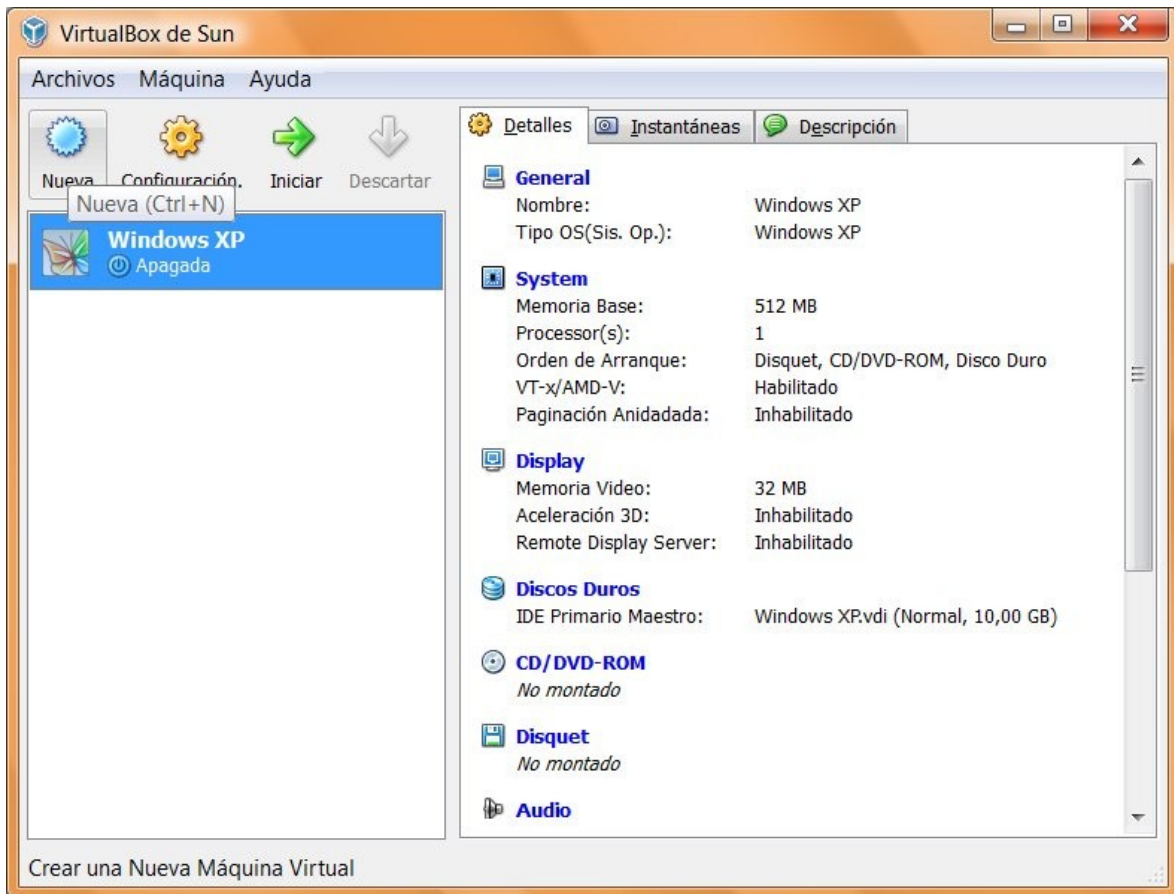 VirtualBox de Sun
Archivos Máquina Ayuda
Nueva Configuración. Iniciar Descartar
Nueva (Ctrl+N)
Windows XP
Apagada
Detalles Instantáneas Descripción
General
Nombre: Windows XP
Tipo OS(Sis. Op.): Windows XP
System
Memoria Base: 512 MB
Processor(s): 1
Orden de Arranque: Disquet, CD/DVD-ROM, Disco Duro
VT-x/AMD-V: Habilitado
Paginación Anidadada: Inhabilitado
Display
Memoria Video: 32 MB
Aceleración 3D: Inhabilitado
Remote Display Server: Inhabilitado
Discos Duros
IDE Primario Maestro: Windows XP.vdi (Normal, 10,00 GB)
CD/DVD-ROM
No montado
Disquet
No montado
Audio
Crear una Nueva Máquina Virtual